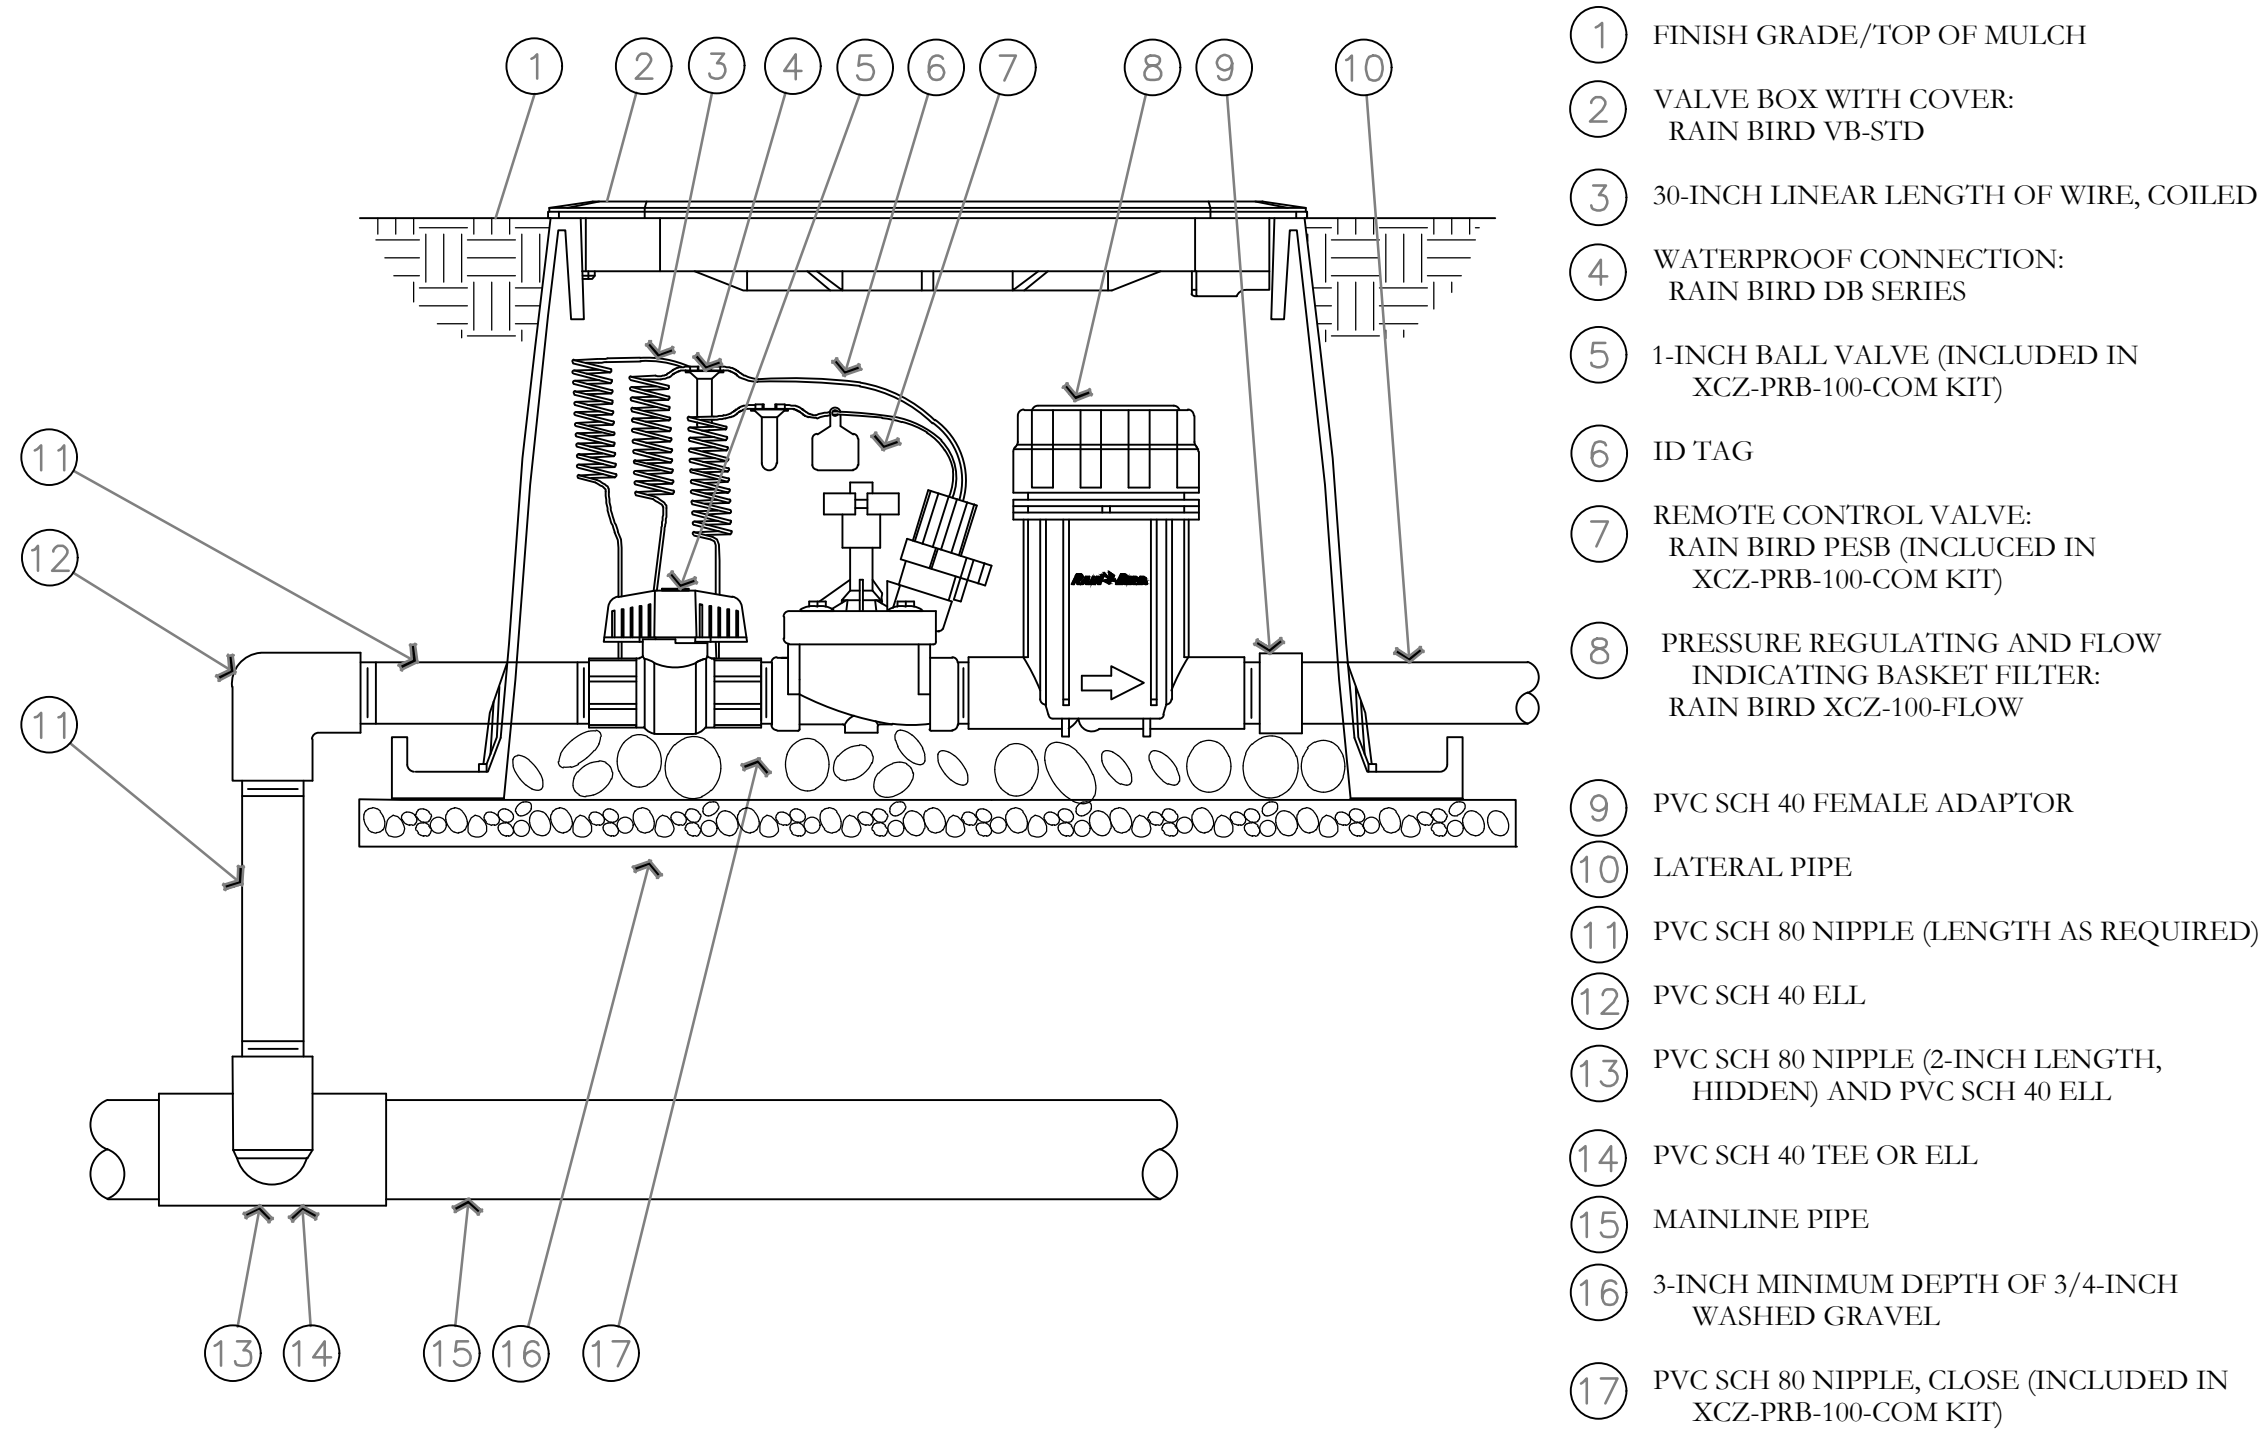 1 2 3 4 5 6 7 8 9 10
11
12
11
13 14 15 16 17
RAIN BIRD
1 FINISH GRADE/TOP OF MULCH
2 VALVE BOX WITH COVER:
RAIN BIRD VB-STD
3 30-INCH LINEAR LENGTH OF WIRE, COILED
4 WATERPROOF CONNECTION:
RAIN BIRD DB SERIES
5 1-INCH BALL VALVE (INCLUDED IN
XCZ-PRB-100-COM KIT)
6 ID TAG
7 REMOTE CONTROL VALVE:
RAIN BIRD PESB (INCLUCED IN
XCZ-PRB-100-COM KIT)
8 PRESSURE REGULATING AND FLOW
INDICATING BASKET FILTER:
RAIN BIRD XCZ-100-FLOW
9 PVC SCH 40 FEMALE ADAPTOR
10 LATERAL PIPE
11 PVC SCH 80 NIPPLE (LENGTH AS REQUIRED)
12 PVC SCH 40 ELL
13 PVC SCH 80 NIPPLE (2-INCH LENGTH,
HIDDEN) AND PVC SCH 40 ELL
14 PVC SCH 40 TEE OR ELL
15 MAINLINE PIPE
16 3-INCH MINIMUM DEPTH OF 3/4-INCH
WASHED GRAVEL
17 PVC SCH 80 NIPPLE, CLOSE (INCLUDED IN
XCZ-PRB-100-COM KIT)